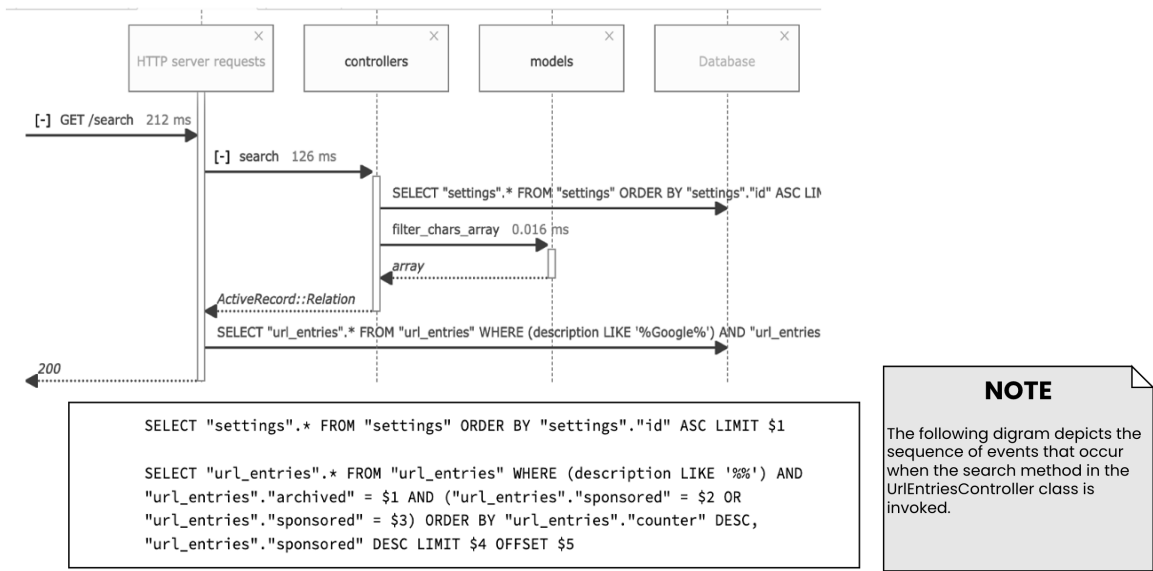 HTTP server requests
controllers
models
Database
[-] GET /search 212 ms
[-] search 126 ms
SELECT "settings".* FROM "settings" ORDER BY "settings"."id" ASC LIM
filter_chars_array 0.016 ms
array
ActiveRecord::Relation
SELECT "url_entries".* FROM "url_entries" WHERE (description LIKE '%Google%') AND "url_entries
200
SELECT "settings".* FROM "settings" ORDER BY "settings"."id" ASC LIMIT $1
SELECT "url_entries".* FROM "url_entries" WHERE (description LIKE '%%') AND
"url_entries"."archived" = $1 AND ("url_entries"."sponsored" = $2 OR
"url_entries"."sponsored" = $3) ORDER BY "url_entries"."counter" DESC,
"url_entries"."sponsored" DESC LIMIT $4 OFFSET $5
NOTE
The following digram depicts the
sequence of events that occur
when the search method in the
UrlEntriesController class is
invoked.